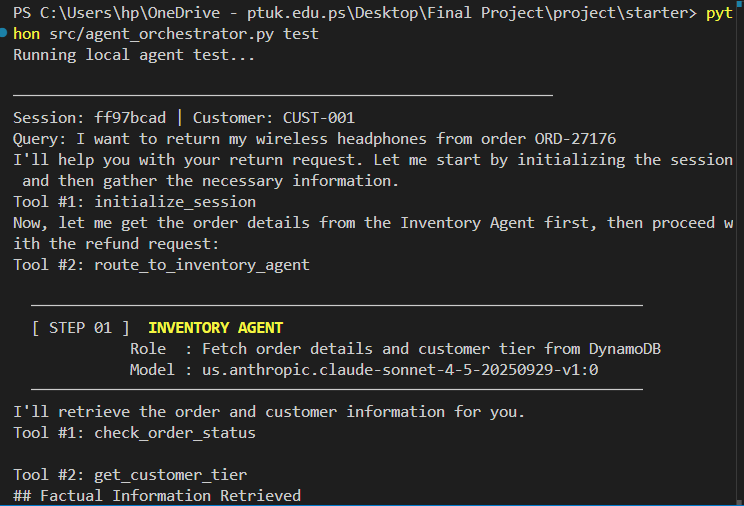 PS C:\Users\hp\OneDrive - ptuk.edu.ps\Desktop\Final Project\project\starter> pyt
hon src/agent_orchestrator.py test
Running local agent test...
Session: ff97bcad | Customer: CUST-001
Query: I want to return my wireless headphones from order ORD-27176
I'll help you with your return request. Let me start by initializing the session
 and then gather the necessary information.
Tool #1: initialize_session
Now, let me get the order details from the Inventory Agent first, then proceed w
ith the refund request:
Tool #2: route_to_inventory_agent
[ STEP 01 ]  INVENTORY AGENT
Role  : Fetch order details and customer tier from DynamoDB
Model : us.anthropic.claude-sonnet-4-5-20250929-v1:0
I'll retrieve the order and customer information for you.
Tool #1: check_order_status
Tool #2: get_customer_tier
## Factual Information Retrieved